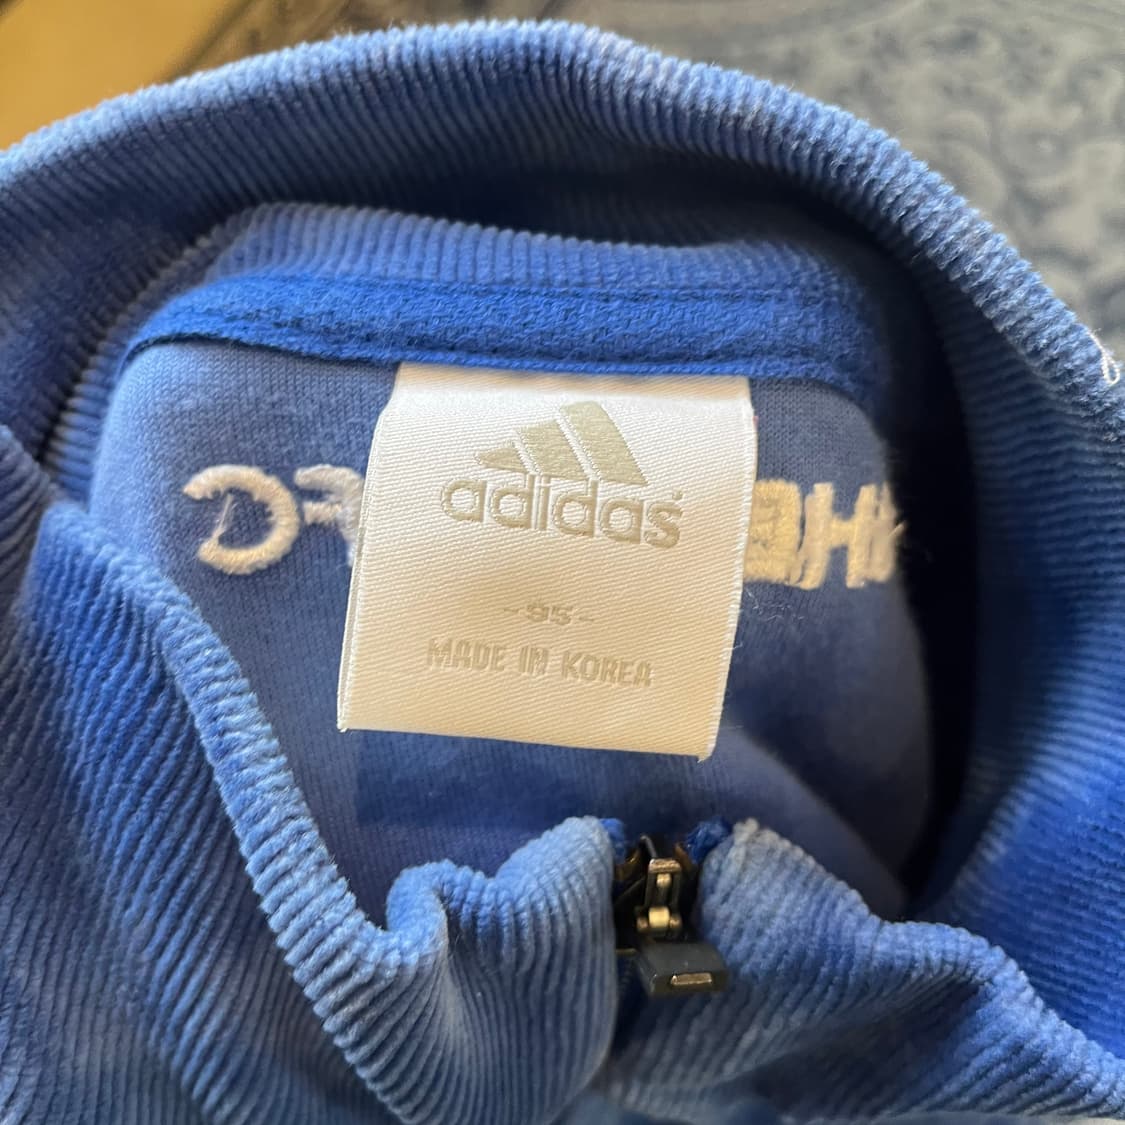 adidas
-95-
MADE IN KOREA